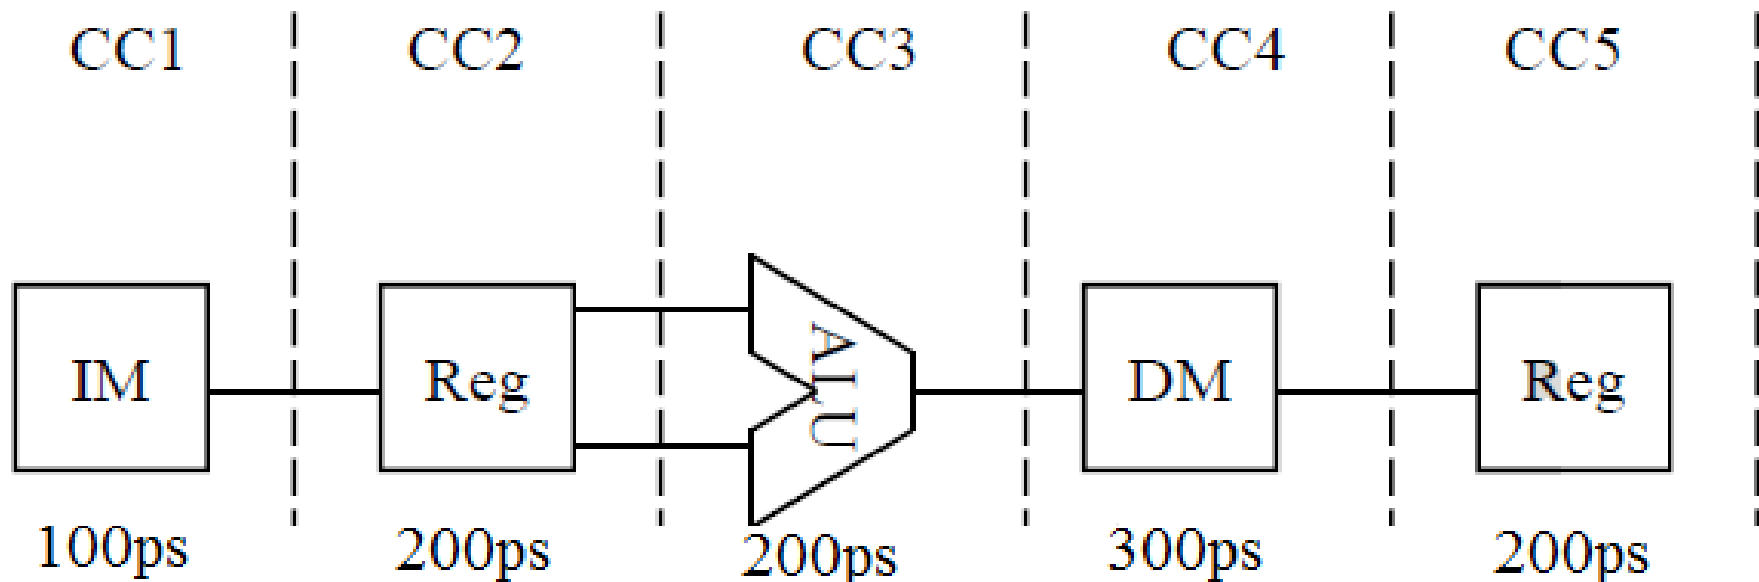 CC1 CC2 CC3 CC4 CC5
IM Reg ALU DM Reg
100ps 200ps 200ps 300ps 200ps